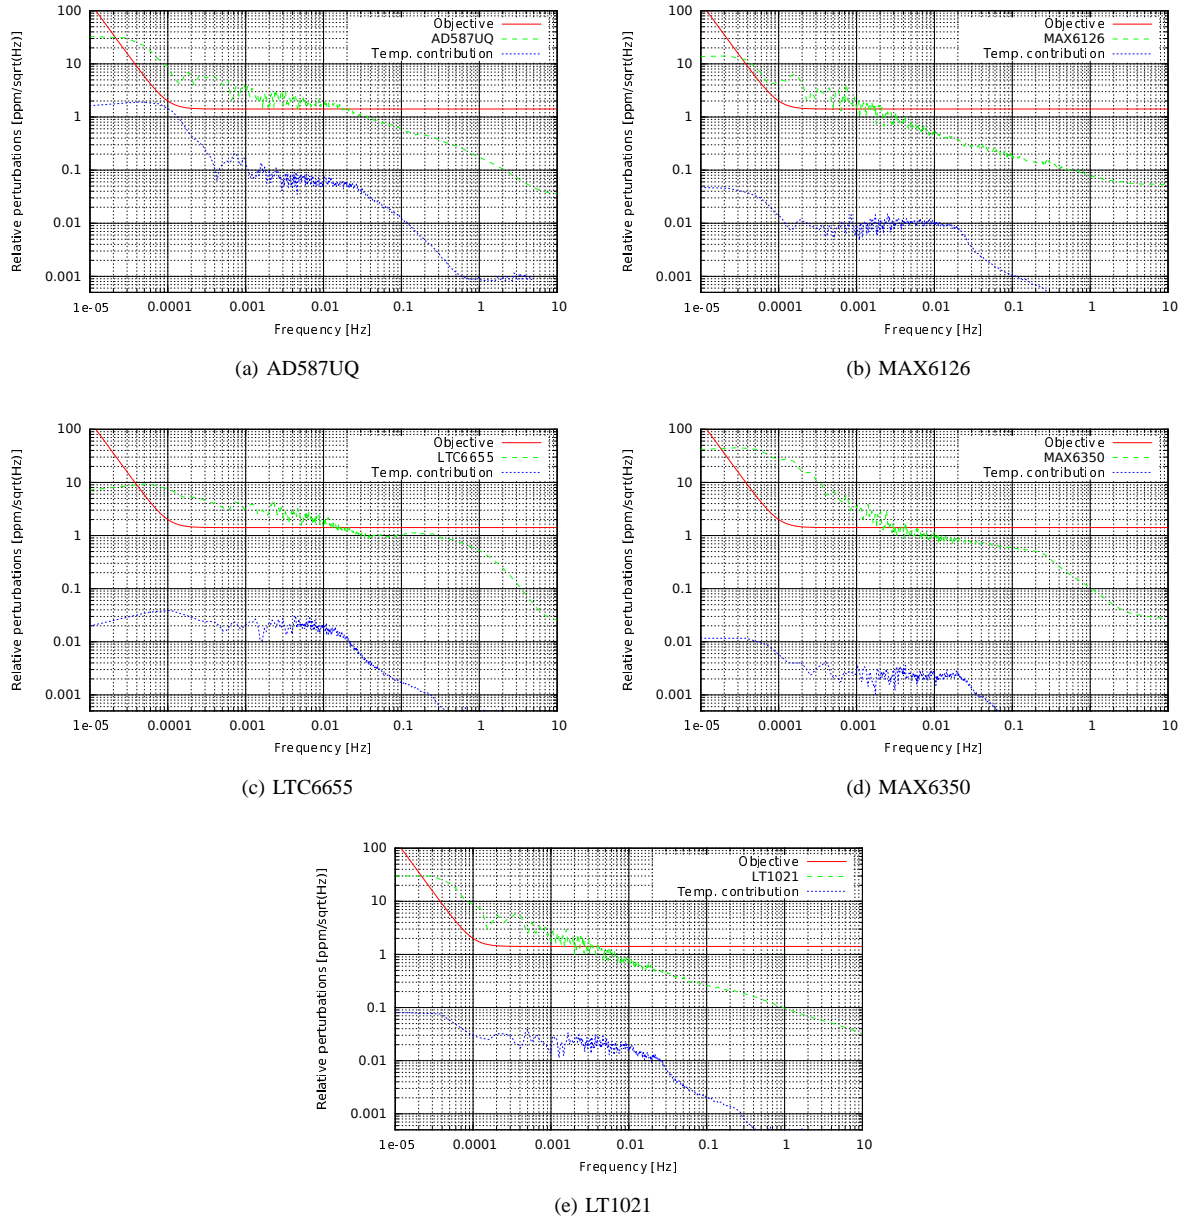 100
10
1
0.1
0.01
0.001
1e-05
0.0001
0.001
0.01
0.1
1
10
Relative perturbations [ppm/sqrt(Hz)]
Frequency [Hz]
Objective
AD587UQ
Temp. contribution
(a) AD587UQ
100
10
1
0.1
0.01
0.001
1e-05
0.0001
0.001
0.01
0.1
1
10
Relative perturbations [ppm/sqrt(Hz)]
Frequency [Hz]
Objective
MAX6126
Temp. contribution
(b) MAX6126
100
10
1
0.1
0.01
0.001
1e-05
0.0001
0.001
0.01
0.1
1
10
Relative perturbations [ppm/sqrt(Hz)]
Frequency [Hz]
Objective
LTC6655
Temp. contribution
(c) LTC6655
100
10
1
0.1
0.01
0.001
1e-05
0.0001
0.001
0.01
0.1
1
10
Relative perturbations [ppm/sqrt(Hz)]
Frequency [Hz]
Objective
MAX6350
Temp. contribution
(d) MAX6350
100
10
1
0.1
0.01
0.001
1e-05
0.0001
0.001
0.01
0.1
1
10
Relative perturbations [ppm/sqrt(Hz)]
Frequency [Hz]
Objective
LT1021
Temp. contribution
(e) LT1021